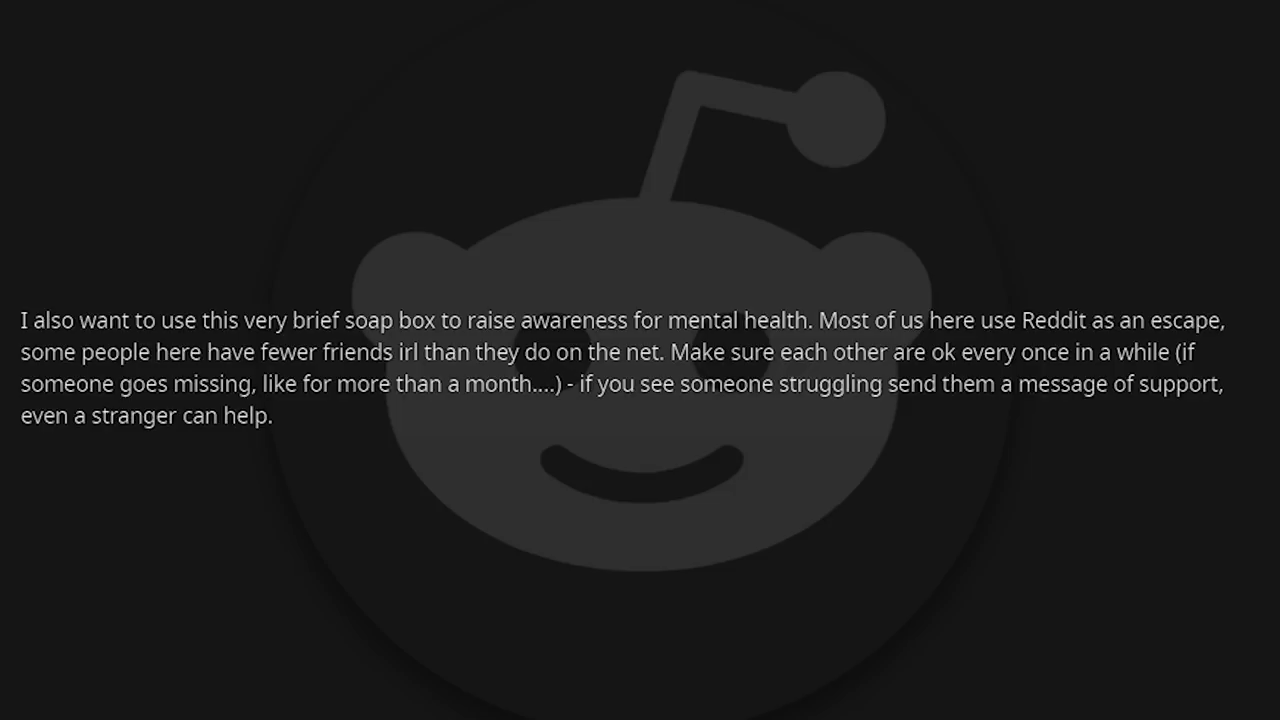 I also want to use this very brief soap box to raise awareness for mental health. Most of us here use Reddit as an escape,
some people here have fewer friends irl than they do on the net. Make sure each other are ok every once in a while (if
someone goes missing, like for more than a month....) - if you see someone struggling send them a message of support,
even a stranger can help.